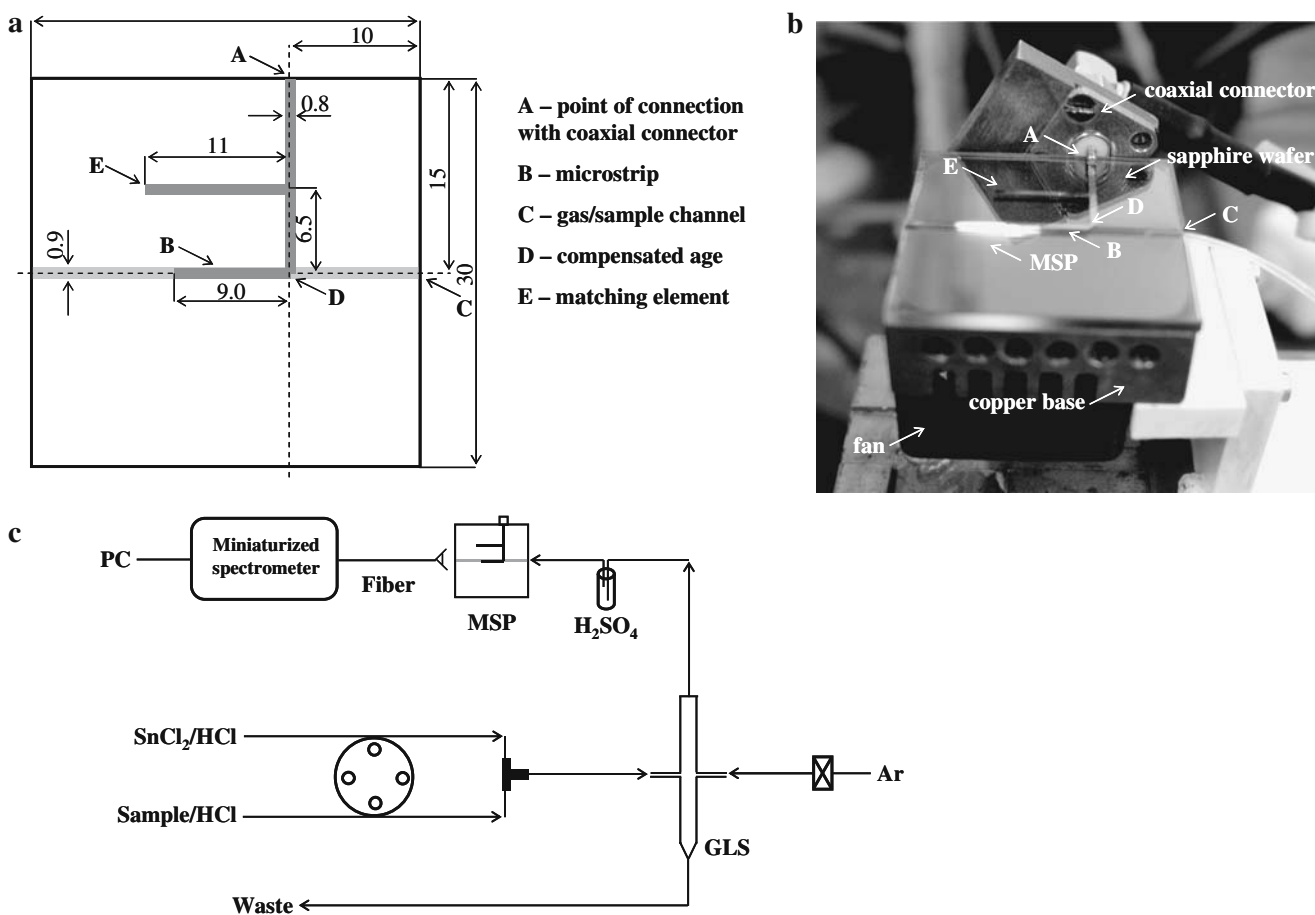 a
10
A
0.8
11
E
15
6.5
0.9
B
9.0
D
30
C
A – point of connection
with coaxial connector
B – microstrip
C – gas/sample channel
D – compensated age
E – matching element
b
coaxial connector
A
sapphire wafer
E
D
C
B
MSP
copper base
fan
c
PC
Miniaturized
spectrometer
Fiber
MSP
H₂SO₄
SnCl₂/HCl
Sample/HCl
Ar
GLS
Waste